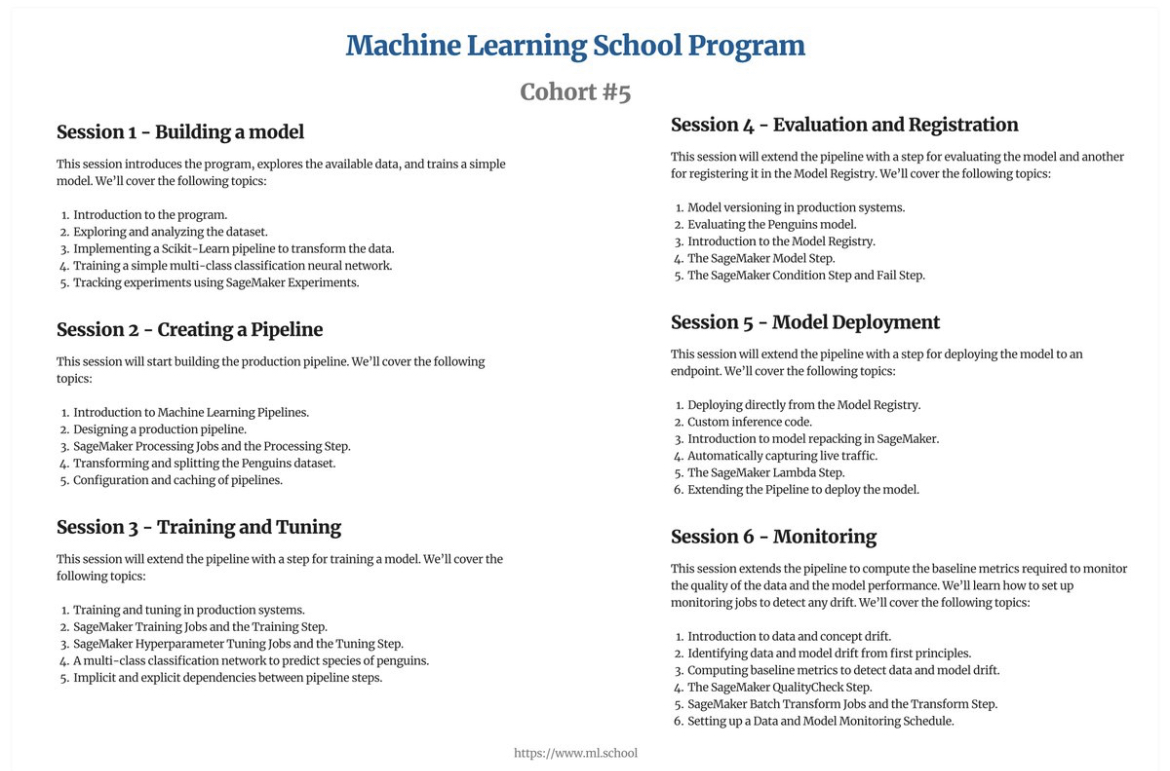 Machine Learning School Program
Cohort #5
Session 1 - Building a model
This session introduces the program, explores the available data, and trains a simple
model. We'll cover the following topics:
1. Introduction to the program.
2. Exploring and analyzing the dataset.
3. Implementing a Scikit-Learn pipeline to transform the data.
4. Training a simple multi-class classification neural network.
5. Tracking experiments using SageMaker Experiments.
Session 2 - Creating a Pipeline
This session will start building the production pipeline. We'll cover the following
topics:
1. Introduction to Machine Learning Pipelines.
2. Designing a production pipeline.
3. SageMaker Processing Jobs and the Processing Step.
4. Transforming and splitting the Penguins dataset.
5. Configuration and caching of pipelines.
Session 3 - Training and Tuning
This session will extend the pipeline with a step for training a model. We'll cover the
following topics:
1. Training and tuning in production systems.
2. SageMaker Training Jobs and the Training Step.
3. SageMaker Hyperparameter Tuning Jobs and the Tuning Step.
4. A multi-class classification network to predict species of penguins.
5. Implicit and explicit dependencies between pipeline steps.
Session 4 - Evaluation and Registration
This session will extend the pipeline with a step for evaluating the model and another
for registering it in the Model Registry. We'll cover the following topics:
1. Model versioning in production systems.
2. Evaluating the Penguins model.
3. Introduction to the Model Registry.
4. The SageMaker Model Step.
5. The SageMaker Condition Step and Fail Step.
Session 5 - Model Deployment
This session will extend the pipeline with a step for deploying the model to an
endpoint. We'll cover the following topics:
1. Deploying directly from the Model Registry.
2. Custom inference code.
3. Introduction to model repacking in SageMaker.
4. Automatically capturing live traffic.
5. The SageMaker Lambda Step.
6. Extending the Pipeline to deploy the model.
Session 6 - Monitoring
This session extends the pipeline to compute the baseline metrics required to monitor
the quality of the data and the model performance. We'll learn how to set up
monitoring jobs to detect any drift. We'll cover the following topics:
1. Introduction to data and concept drift.
2. Identifying data and model drift from first principles.
3. Computing baseline metrics to detect data and model drift.
4. The SageMaker QualityCheck Step.
5. SageMaker Batch Transform Jobs and the Transform Step.
6. Setting up a Data and Model Monitoring Schedule.
https://www.ml.school